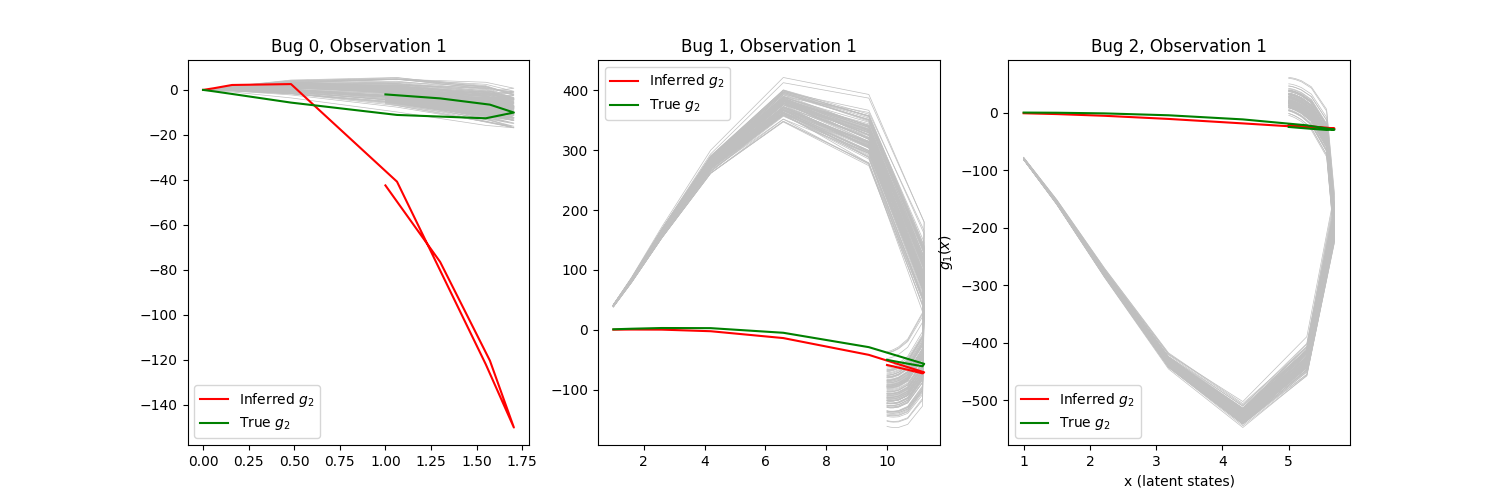 Bug 0, Observation 1
0
−20
−40
−60
−80
−100
−120
−140
0.00 0.25 0.50 0.75 1.00 1.25 1.50 1.75
Inferred g₂
True g₂
Bug 1, Observation 1
400
300
200
100
0
−100
2 4 6 8 10
Inferred g₂
True g₂
Bug 2, Observation 1
g₁(x)
0
−100
−200
−300
−400
−500
1 2 3 4 5
x (latent states)
Inferred g₂
True g₂